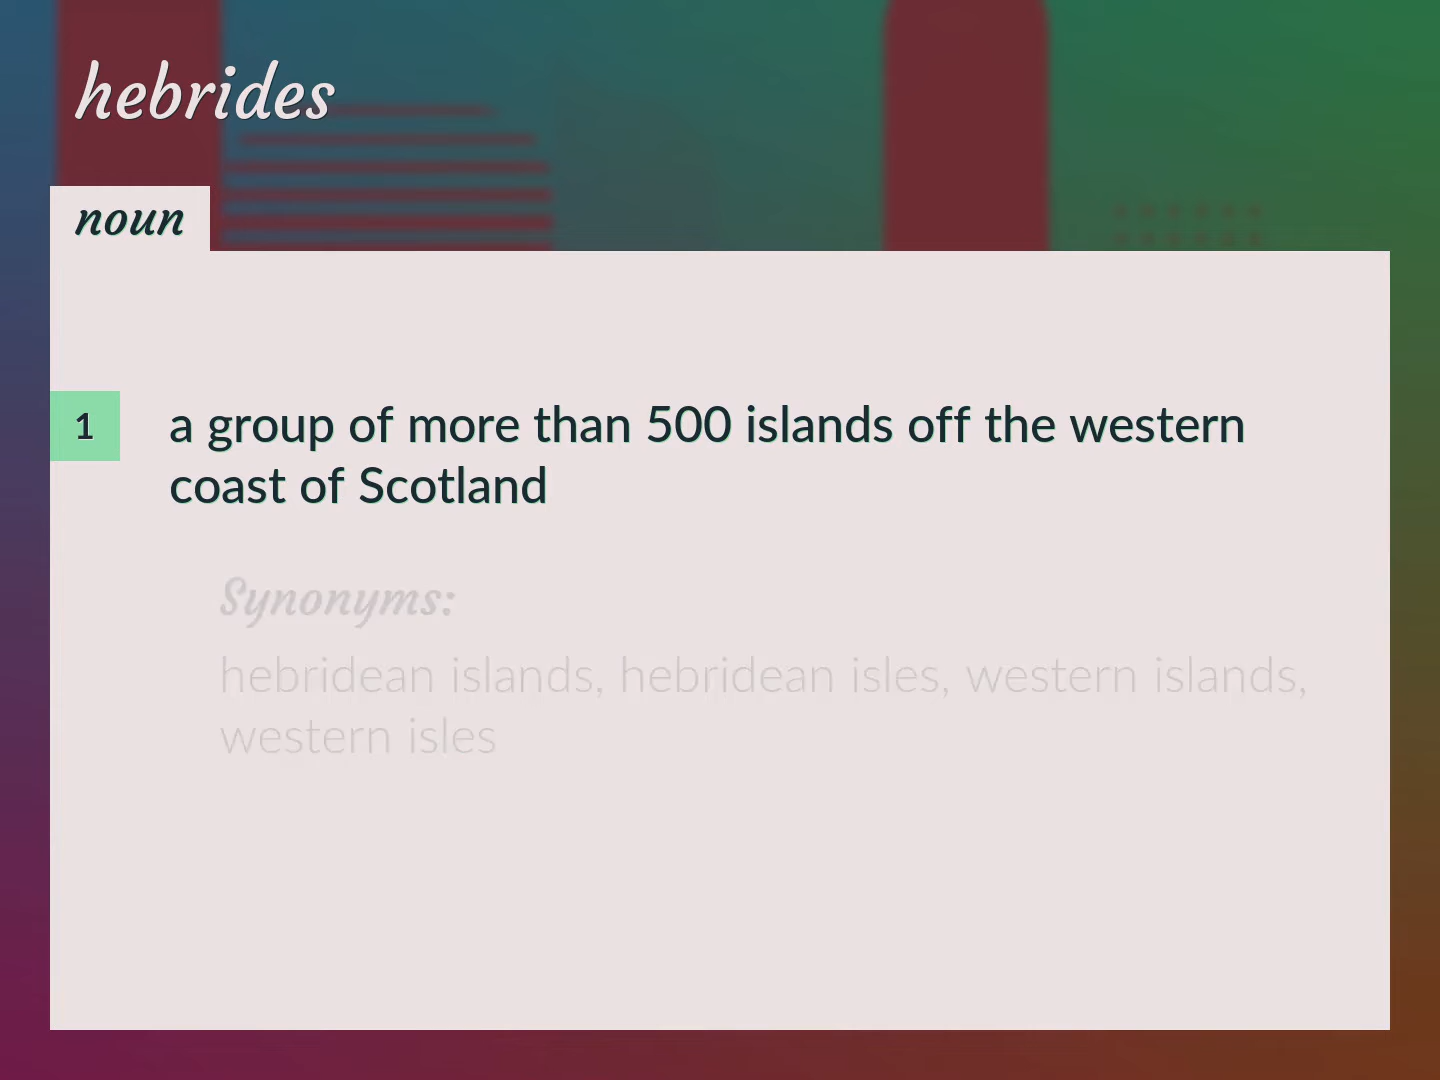 hebrides
noun
1
a group of more than 500 islands off the western
coast of Scotland
Synonyms:
hebridean islands, hebridean isles, western islands,
western isles